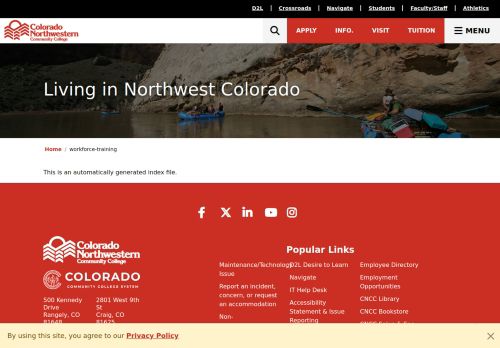 D2L | Crossroads | Navigate | Students | Faculty/Staff | Athletics
Colorado
Northwestern
Community College
APPLY INFO. VISIT TUITION MENU
Living in Northwest Colorado
Home / workforce-training
This is an automatically generated index file.
Colorado
Northwestern
Community College
COLORADO
COMMUNITY COLLEGE SYSTEM
500 Kennedy
Drive
Rangely, CO
81648
2801 West 9th
St
Craig, CO
81625
Maintenance/Technology
Issue
Report an incident,
concern, or request
an accommodation
Non-
Popular Links
D2L Desire to Learn
Navigate
IT Help Desk
Accessibility
Statement & Issue
Reporting
Employee Directory
Employment
Opportunities
CNCC Library
CNCC Bookstore
By using this site, you agree to our Privacy Policy